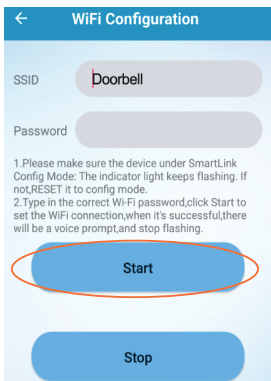 ← WiFi Configuration
SSID Doorbell
Password
1.Please make sure the device under SmartLink
Config Mode: The indicator light keeps flashing. If
not,RESET it to config mode.
2.Type in the correct Wi-Fi password,click Start to
set the WiFi connection,when it's successful,there
will be a voice prompt,and stop flashing.
Start
Stop